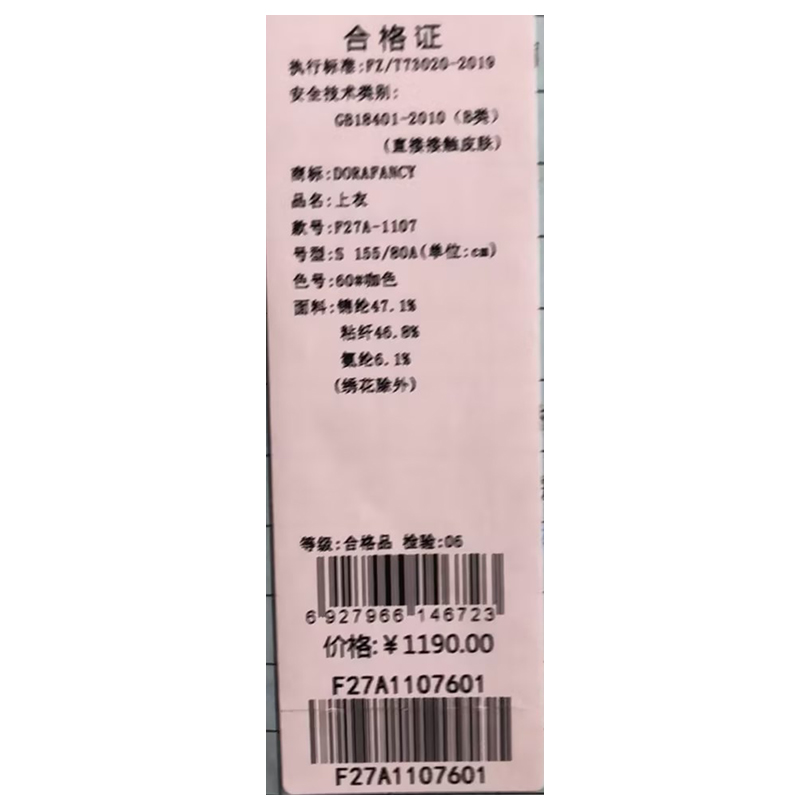 合格证
执行标准:FZ/T73020-2019
安全技术类别:
GB18401-2010（B类）
（直接接触皮肤）
商标:DORAFANCY
品名:上衣
款号:F27A-1107
号型:S 155/80A(单位:cm)
色号:60#咖色
面料:锦纶47.1%
粘纤46.8%
氨纶6.1%
(绣花除外)
等级:合格品 检验:06
6 927966 146723
价格:￥1190.00
F27A1107601
F27A1107601